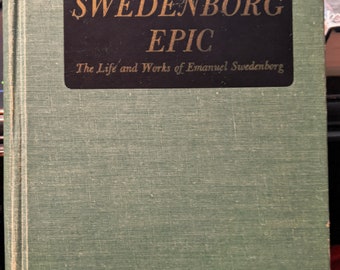 SWEDENBORG
EPIC
The Life and Works of Emanuel Swedenborg